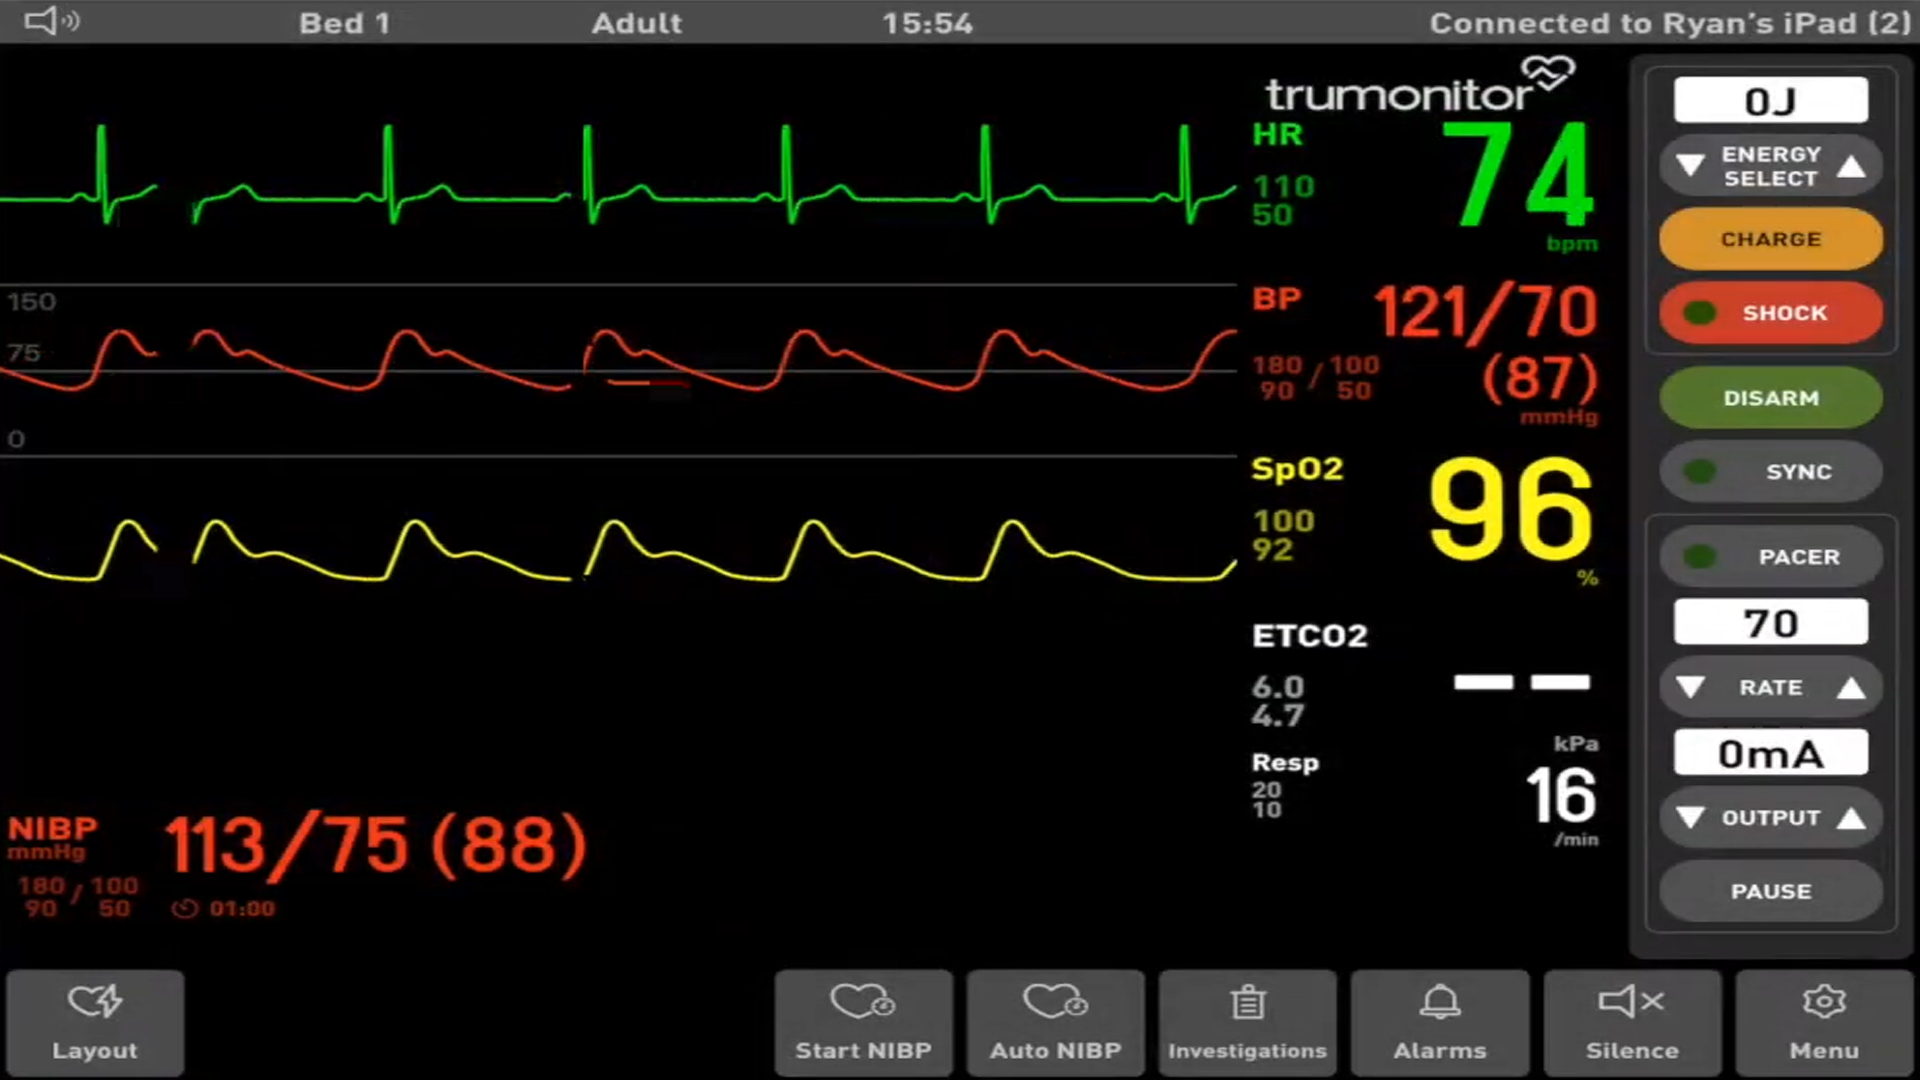 Bed 1
Adult
15:54
Connected to Ryan's iPad (2)
trumonitor
HR
110
50
74
bpm
150
75
0
BP
180 / 100
90 / 50
121/70
(87)
mmHg
SpO2
100
92
96
%
ETCO2
6.0
4.7
-- 
kPa
Resp
20
10
16
/min
NIBP
mmHg
180 / 100
90 / 50
113/75 (88)
01:00
0J
ENERGY
SELECT
CHARGE
SHOCK
DISARM
SYNC
PACER
70
RATE
0mA
OUTPUT
PAUSE
Layout
Start NIBP
Auto NIBP
Investigations
Alarms
Silence
Menu